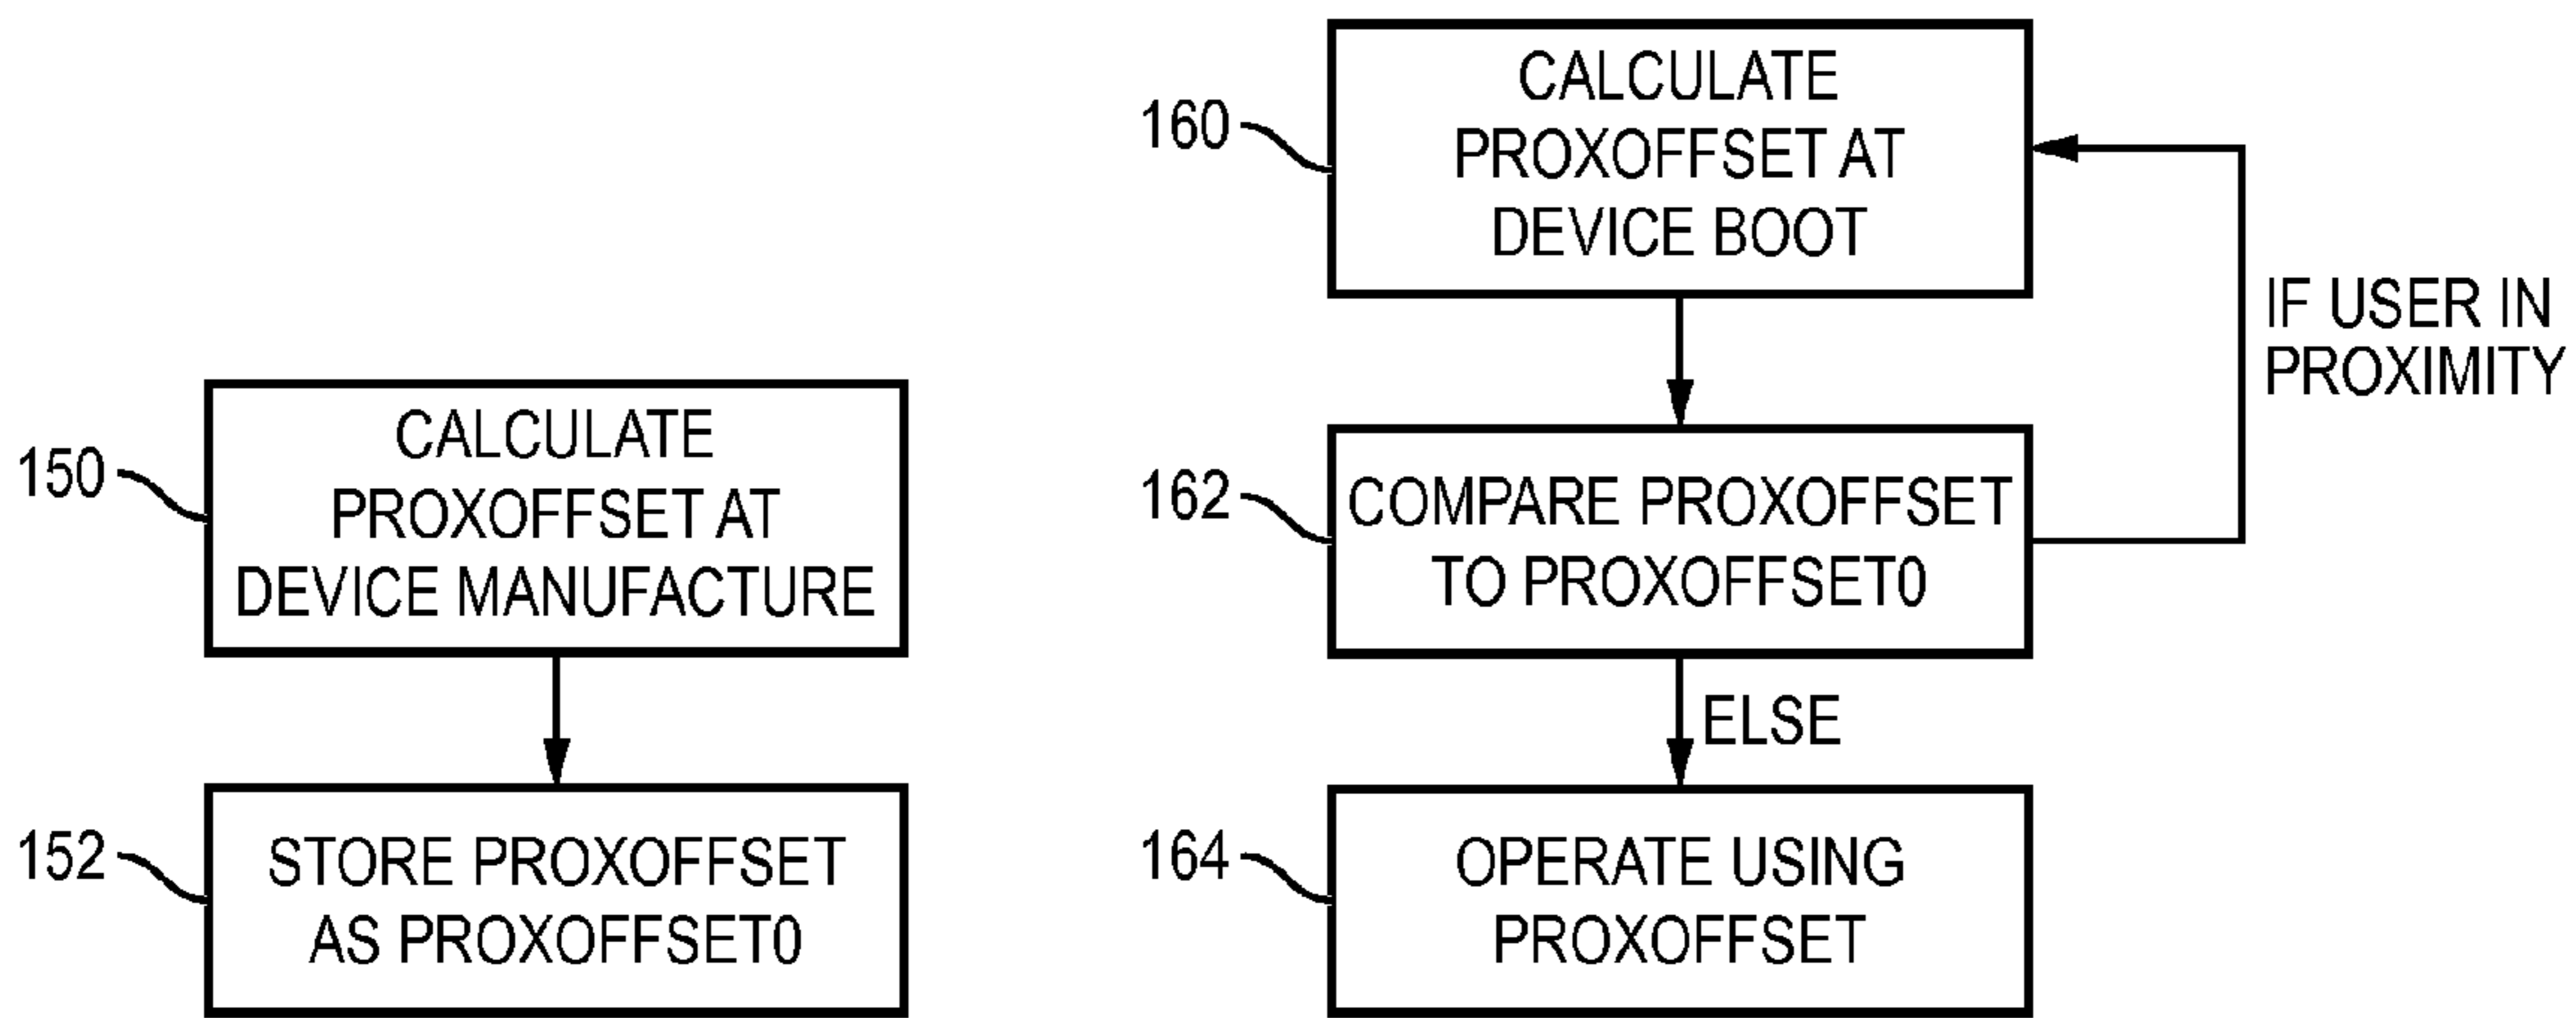 150
CALCULATE
PROXOFFSET AT
DEVICE MANUFACTURE
152
STORE PROXOFFSET
AS PROXOFFSET0
160
CALCULATE
PROXOFFSET AT
DEVICE BOOT
IF USER IN
PROXIMITY
162
COMPARE PROXOFFSET
TO PROXOFFSET0
ELSE
164
OPERATE USING
PROXOFFSET